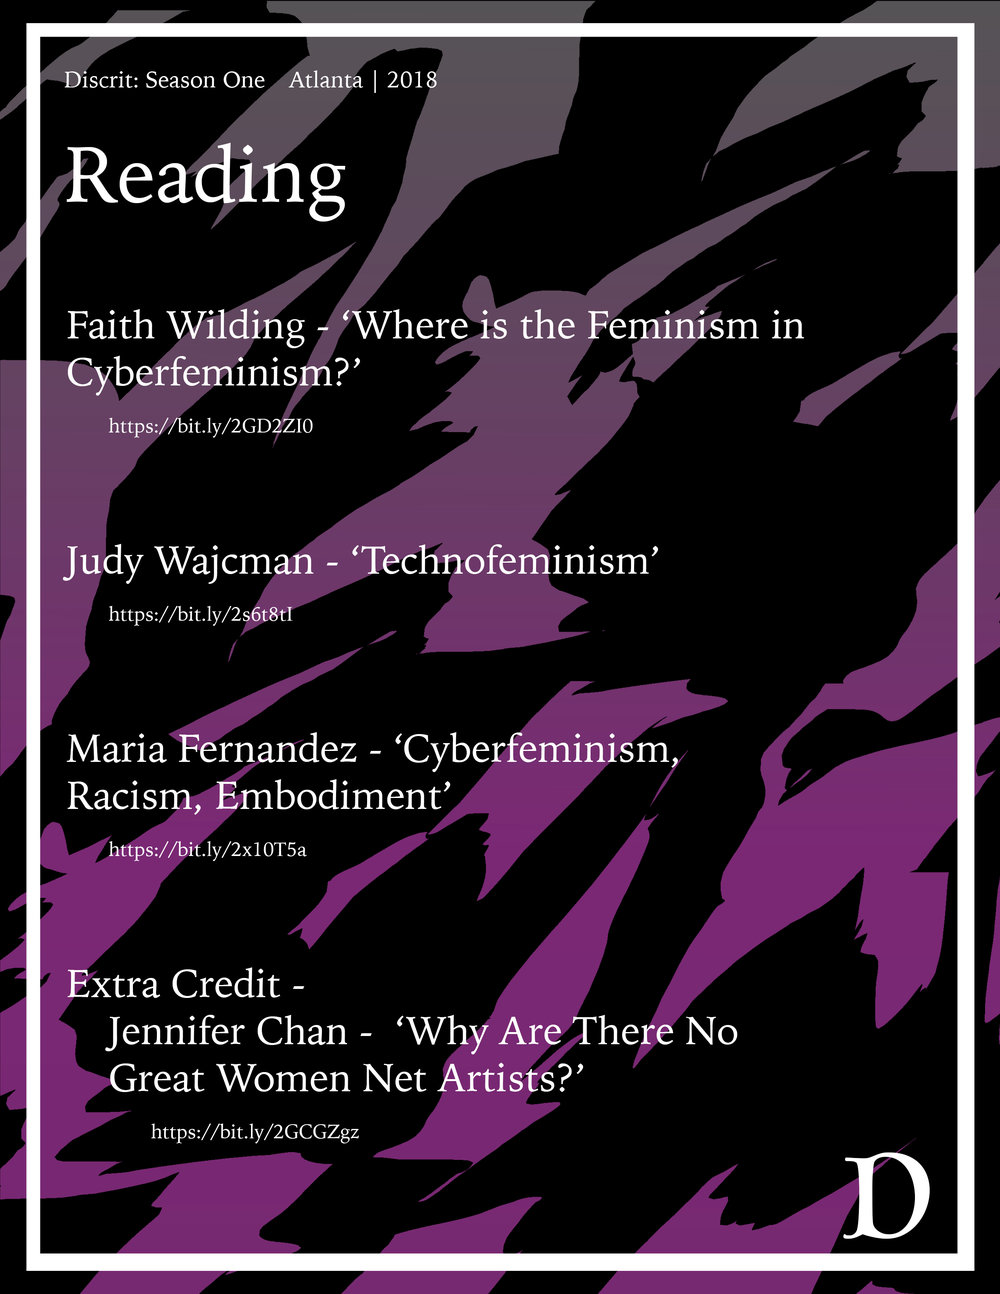 Discrit: Season One Atlanta | 2018
Reading
Faith Wilding - ‘Where is the Feminism in
Cyberfeminism?’
https://bit.ly/2GD2ZI0
Judy Wajcman - ‘Technofeminism’
https://bit.ly/2s6t8tI
Maria Fernandez - ‘Cyberfeminism,
Racism, Embodiment’
https://bit.ly/2x10T5a
Extra Credit -
Jennifer Chan - ‘Why Are There No
Great Women Net Artists?’
https://bit.ly/2GCGZgz
D